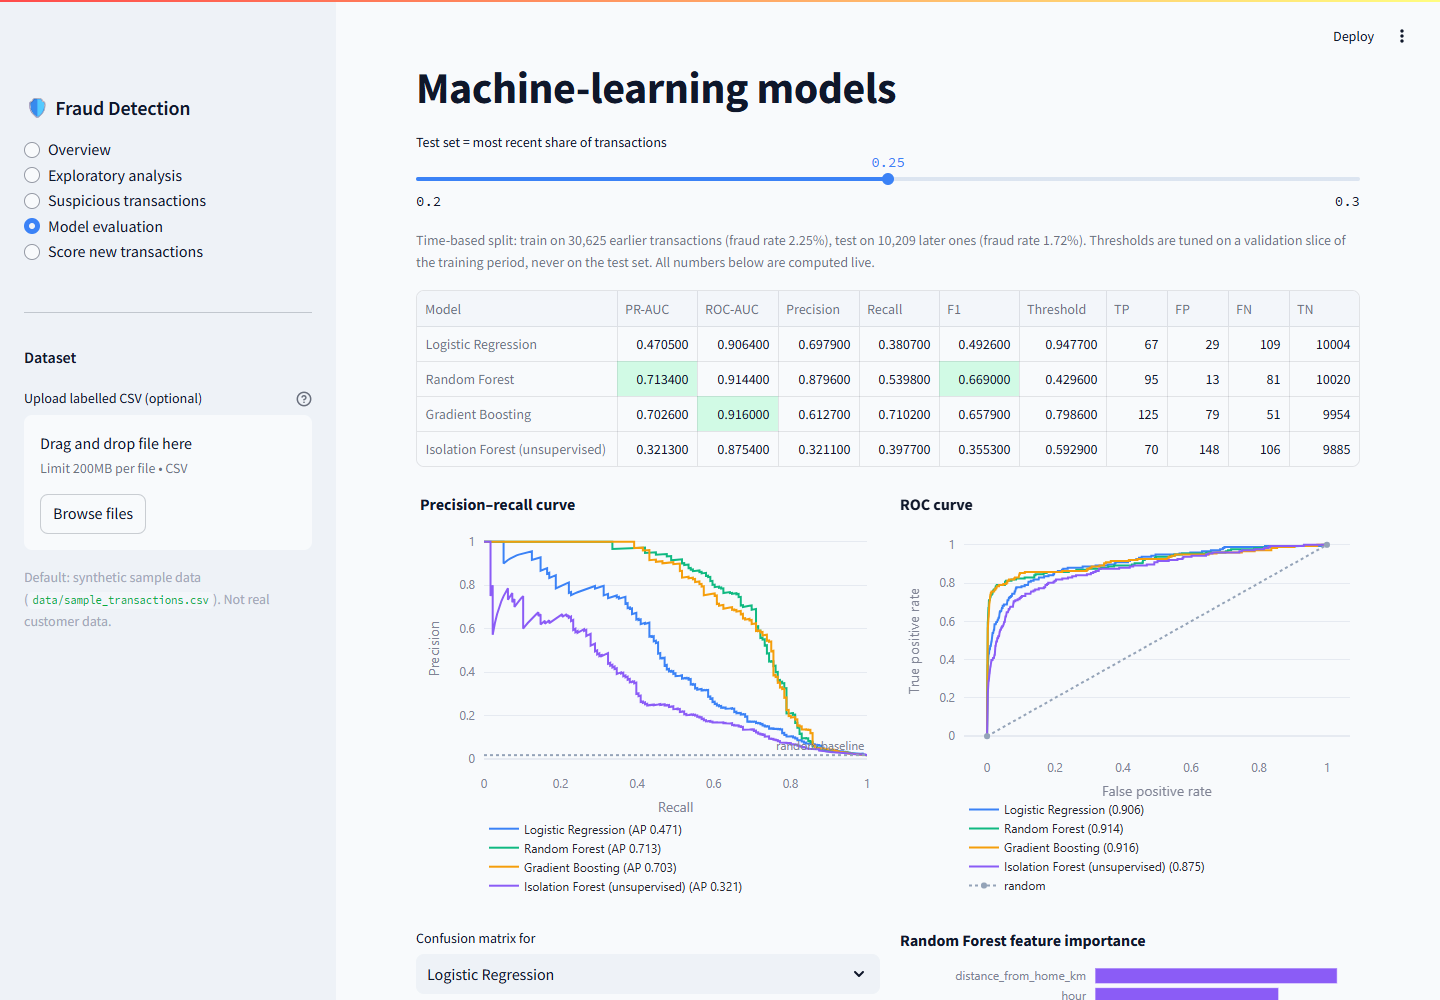 Deploy
Fraud Detection
Overview
Exploratory analysis
Suspicious transactions
Model evaluation
Score new transactions
Dataset
Upload labelled CSV (optional)
Drag and drop file here
Limit 200MB per file • CSV
Browse files
Default: synthetic sample data
( data/sample_transactions.csv ). Not real
customer data.
Machine-learning models
Test set = most recent share of transactions
0.25
0.2 0.3
Time-based split: train on 30,625 earlier transactions (fraud rate 2.25%), test on 10,209 later ones (fraud rate 1.72%). Thresholds are tuned on a validation slice of
the training period, never on the test set. All numbers below are computed live.
Model PR-AUC ROC-AUC Precision Recall F1 Threshold TP FP FN TN
Logistic Regression 0.470500 0.906400 0.697900 0.380700 0.492600 0.947700 67 29 109 10004
Random Forest 0.713400 0.914400 0.879600 0.539800 0.669000 0.429600 95 13 81 10020
Gradient Boosting 0.702600 0.916000 0.612700 0.710200 0.657900 0.798600 125 79 51 9954
Isolation Forest (unsupervised) 0.321300 0.875400 0.321100 0.397700 0.355300 0.592900 70 148 106 9885
Precision–recall curve
1
0.8
0.6
0.4
0.2
0
Precision
random baseline
0 0.2 0.4 0.6 0.8 1
Recall
Logistic Regression (AP 0.471)
Random Forest (AP 0.713)
Gradient Boosting (AP 0.703)
Isolation Forest (unsupervised) (AP 0.321)
ROC curve
1
0.8
0.6
0.4
0.2
0
True positive rate
0 0.2 0.4 0.6 0.8 1
False positive rate
Logistic Regression (0.906)
Random Forest (0.914)
Gradient Boosting (0.916)
Isolation Forest (unsupervised) (0.875)
random
Confusion matrix for
Logistic Regression
Random Forest feature importance
distance_from_home_km
hour